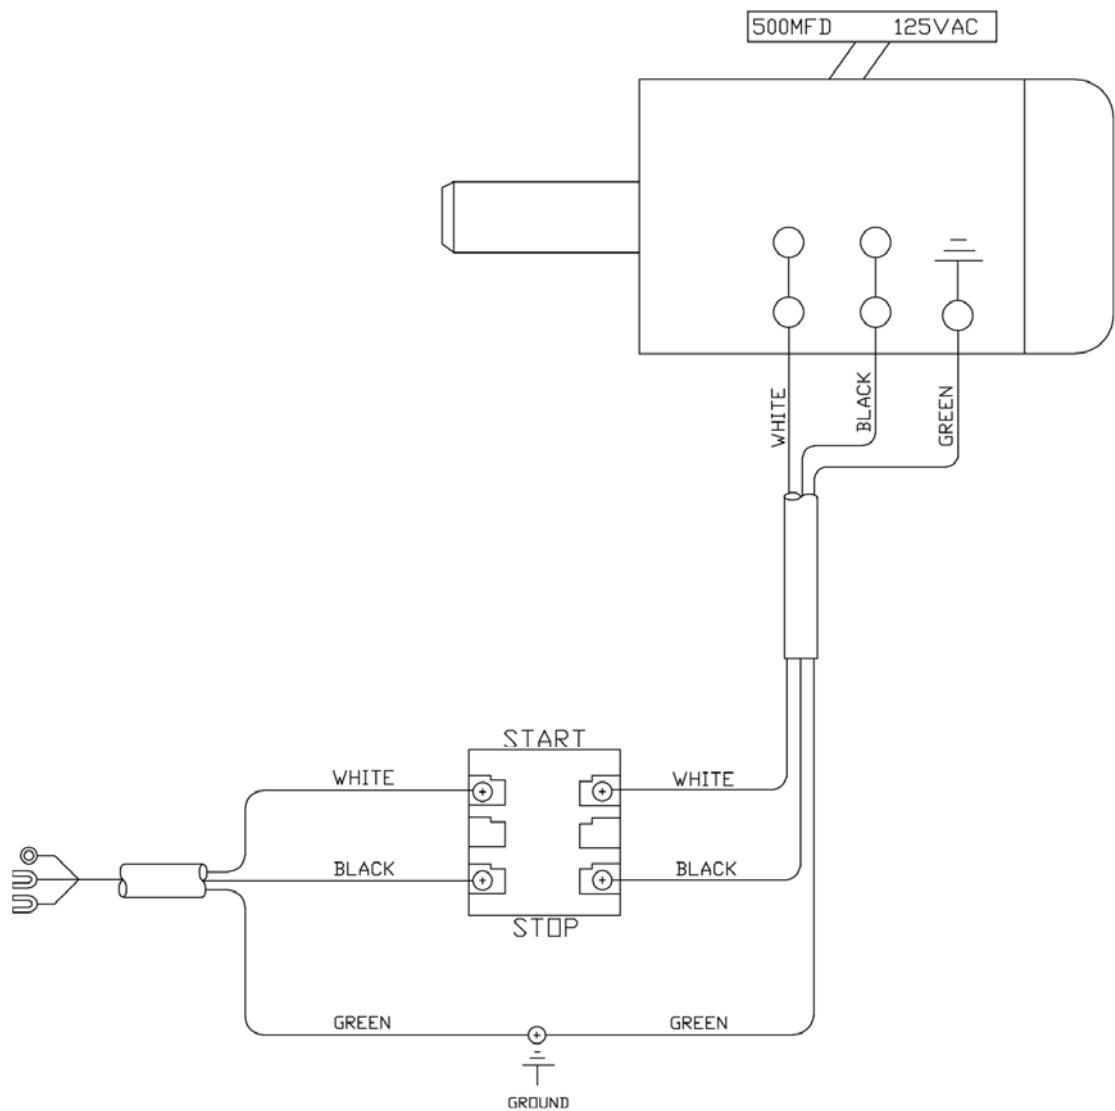 500MFD 125VAC
WHITE
BLACK
GREEN
START
WHITE
WHITE
BLACK
BLACK
STOP
GREEN
GREEN
GROUND